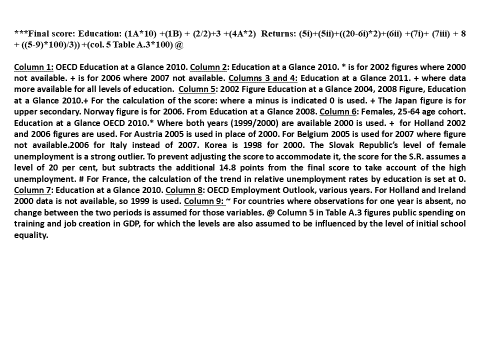 ***Final score: Education: (1A*10) +(1B) + (2/2)+3 +(4A*2)  Returns: (5i)+(5ii)+((20-6i)*2)+(6ii) +(7i)+ (7iii) + 8
+ ((5-9)*100)/3)) +(col. 5 Table A.3*100) @
Column 1: OECD Education at a Glance 2010. Column 2: Education at a Glance 2010. * is for 2002 figures where 2000
not available. + is for 2006 where 2007 not available. Columns 3 and 4: Education at a Glance 2011. + where data
more available for all levels of education.  Column 5: 2002 Figure Education at a Glance 2004, 2008 Figure, Education
at a Glance 2010.+ For the calculation of the score: where a minus is indicated 0 is used. + The Japan figure is for
upper secondary. Norway figure is for 2006. From Education at a Glance 2008. Column 6: Females, 25-64 age cohort.
Education at a Glance OECD 2010.* Where both years (1999/2000) are available 2000 is used. +  for Holland 2002
and 2006 figures are used. For Austria 2005 is used in place of 2000. For Belgium 2005 is used for 2007 where figure
not available.2006 for Italy instead of 2007. Korea is 1998 for 2000. The Slovak Republic's level of female
unemployment is a strong outlier. To prevent adjusting the score to accommodate it, the score for the S.R. assumes a
level of 20 per cent, but subtracts the additional 14.8 points from the final score to take account of the high
unemployment. # For France, the calculation of the trend in relative unemployment rates by education is set at 0.
Column 7: Education at a Glance 2010. Column 8: OECD Employment Outlook, various years. For Holland and Ireland
2000 data is not available, so 1999 is used. Column 9: ~ For countries where observations for one year is absent, no
change between the two periods is assumed for those variables. @ Column 5 in Table A.3 figures public spending on
training and job creation in GDP, for which the levels are also assumed to be influenced by the level of initial school
equality.